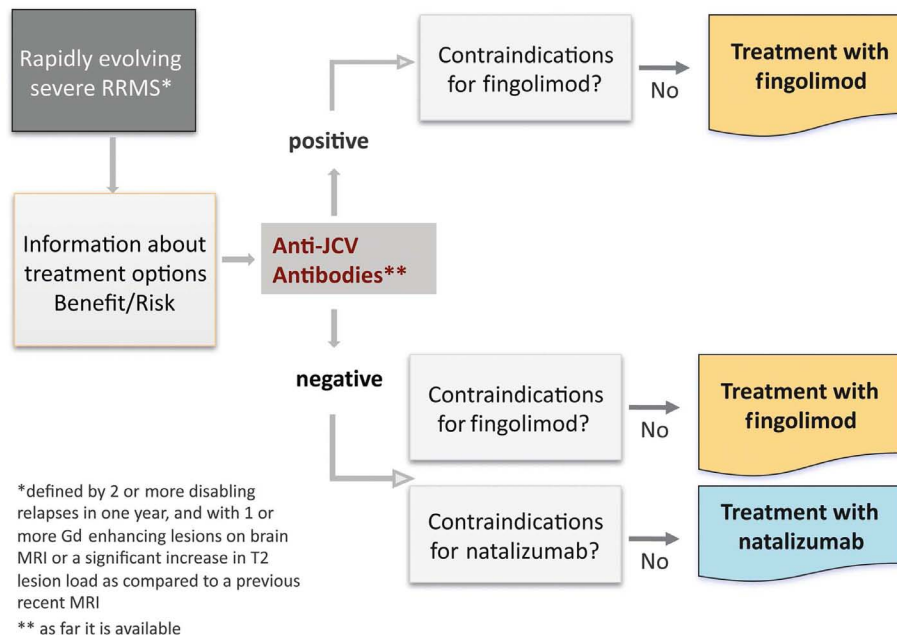 Rapidly evolving
severe RRMS*
Information about
treatment options
Benefit/Risk
Anti-JCV
Antibodies**
positive
Contraindications
for fingolimod?
No
Treatment with
fingolimod
negative
Contraindications
for fingolimod?
No
Treatment with
fingolimod
Contraindications
for natalizumab?
No
Treatment with
natalizumab
*defined by 2 or more disabling
relapses in one year, and with 1 or
more Gd enhancing lesions on brain
MRI or a significant increase in T2
lesion load as compared to a previous
recent MRI
** as far it is available